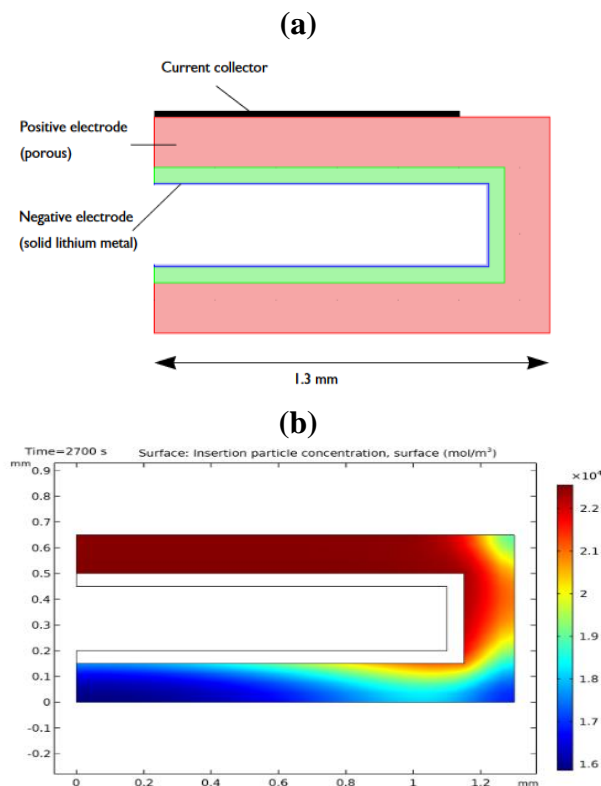 (a)
Current collector
Positive electrode
(porous)
Negative electrode
(solid lithium metal)
1.3 mm
(b)
Time=2700 s Surface: Insertion particle concentration, surface (mol/m³)
mm
×10⁴
0.9
0.8
0.7
0.6
0.5
0.4
0.3
0.2
0.1
0
-0.1
-0.2
2.2
2.1
2
1.9
1.8
1.7
1.6
0 0.2 0.4 0.6 0.8 1 1.2 mm